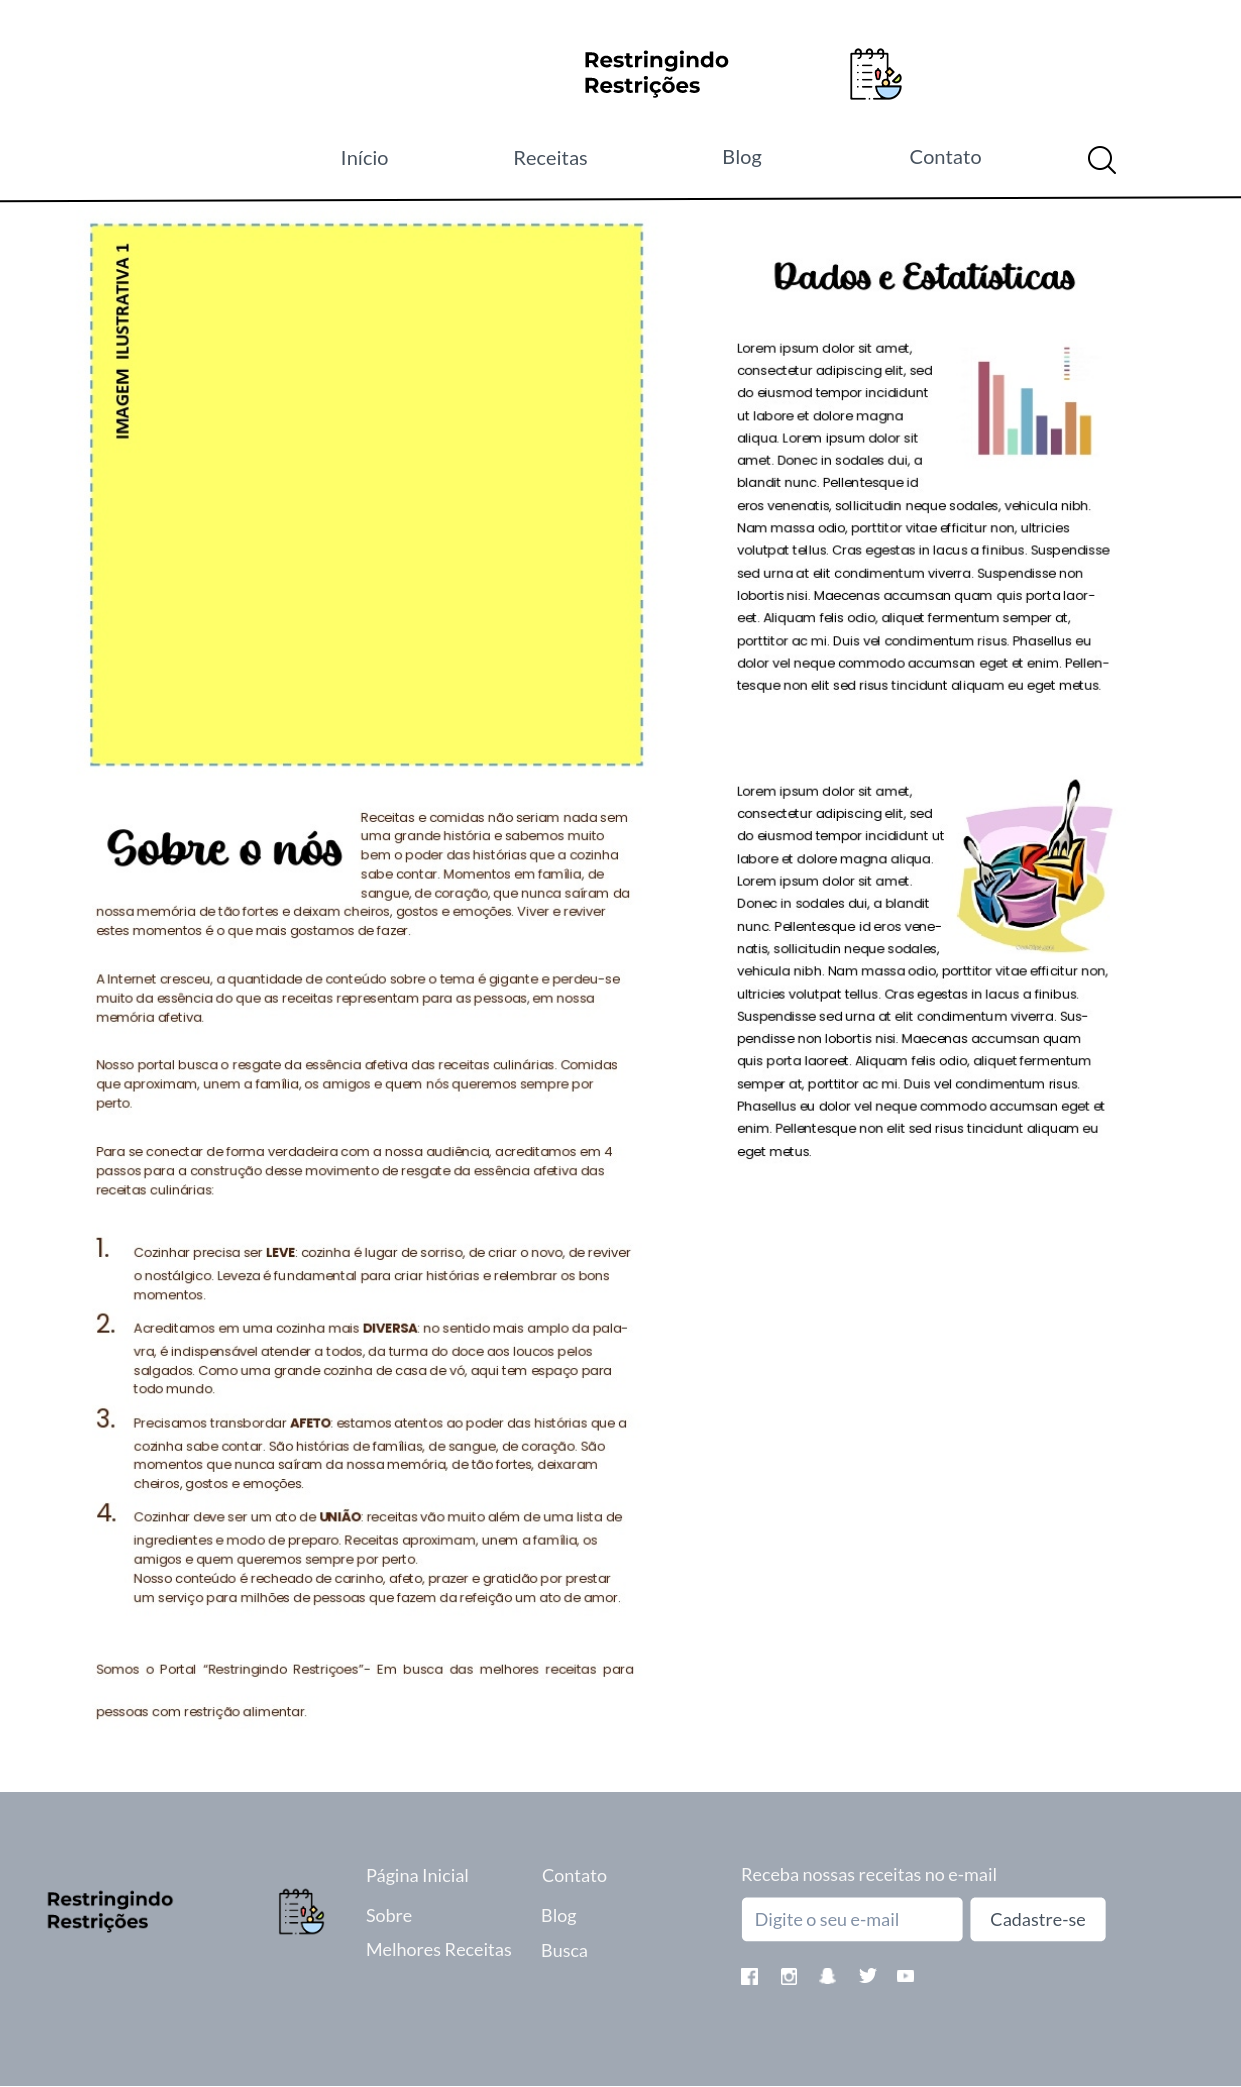 Restringindo
Restrições
Início
Receitas
Blog
Contato
IMAGEM ILUSTRATIVA 1
Sobre o nós
Receitas e comidas não seriam nada sem
uma grande história e sabemos muito
bem o poder das histórias que a cozinha
sabe contar. Momentos em família, de
sangue, de coração, que nunca saíram da
nossa memória de tão fortes e deixam cheiros, gostos e emoções. Viver e reviver
estes momentos é o que mais gostamos de fazer.
A Internet cresceu, a quantidade de conteúdo sobre o tema é gigante e perdeu-se
muito da essência do que as receitas representam para as pessoas, em nossa
memória afetiva.
Nosso portal busca o resgate da essência afetiva das receitas culinárias. Comidas
que aproximam, unem a família, os amigos e quem nós queremos sempre por
perto.
Para se conectar de forma verdadeira com a nossa audiência, acreditamos em 4
passos para a construção desse movimento de resgate da essência afetiva das
receitas culinárias:
1. Cozinhar precisa ser LEVE: cozinha é lugar de sorriso, de criar o novo, de reviver
o nostálgico. Leveza é fundamental para criar histórias e relembrar os bons
momentos.
2. Acreditamos em uma cozinha mais DIVERSA: no sentido mais amplo da pala-
vra, é indispensável atender a todos, da turma do doce aos loucos pelos
salgados. Como uma grande cozinha de casa de vó, aqui tem espaço para
todo mundo.
3. Precisamos transbordar AFETO: estamos atentos ao poder das histórias que a
cozinha sabe contar. São histórias de famílias, de sangue, de coração. São
momentos que nunca saíram da nossa memória, de tão fortes, deixaram
cheiros, gostos e emoções.
4. Cozinhar deve ser um ato de UNIÃO: receitas vão muito além de uma lista de
ingredientes e modo de preparo. Receitas aproximam, unem a família, os
amigos e quem queremos sempre por perto.
Nosso conteúdo é recheado de carinho, afeto, prazer e gratidão por prestar
um serviço para milhões de pessoas que fazem da refeição um ato de amor.
Somos o Portal “Restringindo Restriçoes”- Em busca das melhores receitas para
pessoas com restrição alimentar.
Dados e Estatísticas
Lorem ipsum dolor sit amet,
consectetur adipiscing elit, sed
do eiusmod tempor incididunt
ut labore et dolore magna
aliqua. Lorem ipsum dolor sit
amet. Donec in sodales dui, a
blandit nunc. Pellentesque id
eros venenatis, sollicitudin neque sodales, vehicula nibh.
Nam massa odio, porttitor vitae efficitur non, ultricies
volutpat tellus. Cras egestas in lacus a finibus. Suspendisse
sed urna at elit condimentum viverra. Suspendisse non
lobortis nisi. Maecenas accumsan quam quis porta laor-
eet. Aliquam felis odio, aliquet fermentum semper at,
porttitor ac mi. Duis vel condimentum risus. Phasellus eu
dolor vel neque commodo accumsan eget et enim. Pellen-
tesque non elit sed risus tincidunt aliquam eu eget metus.
Lorem ipsum dolor sit amet,
consectetur adipiscing elit, sed
do eiusmod tempor incididunt ut
labore et dolore magna aliqua.
Lorem ipsum dolor sit amet.
Donec in sodales dui, a blandit
nunc. Pellentesque id eros vene-
natis, sollicitudin neque sodales,
vehicula nibh. Nam massa odio, porttitor vitae efficitur non,
ultricies volutpat tellus. Cras egestas in lacus a finibus.
Suspendisse sed urna at elit condimentum viverra. Sus-
pendisse non lobortis nisi. Maecenas accumsan quam
quis porta laoreet. Aliquam felis odio, aliquet fermentum
semper at, porttitor ac mi. Duis vel condimentum risus.
Phasellus eu dolor vel neque commodo accumsan eget et
enim. Pellentesque non elit sed risus tincidunt aliquam eu
eget metus.
Restringindo
Restrições
Página Inicial
Sobre
Melhores Receitas
Contato
Blog
Busca
Receba nossas receitas no e-mail
Digite o seu e-mail
Cadastre-se